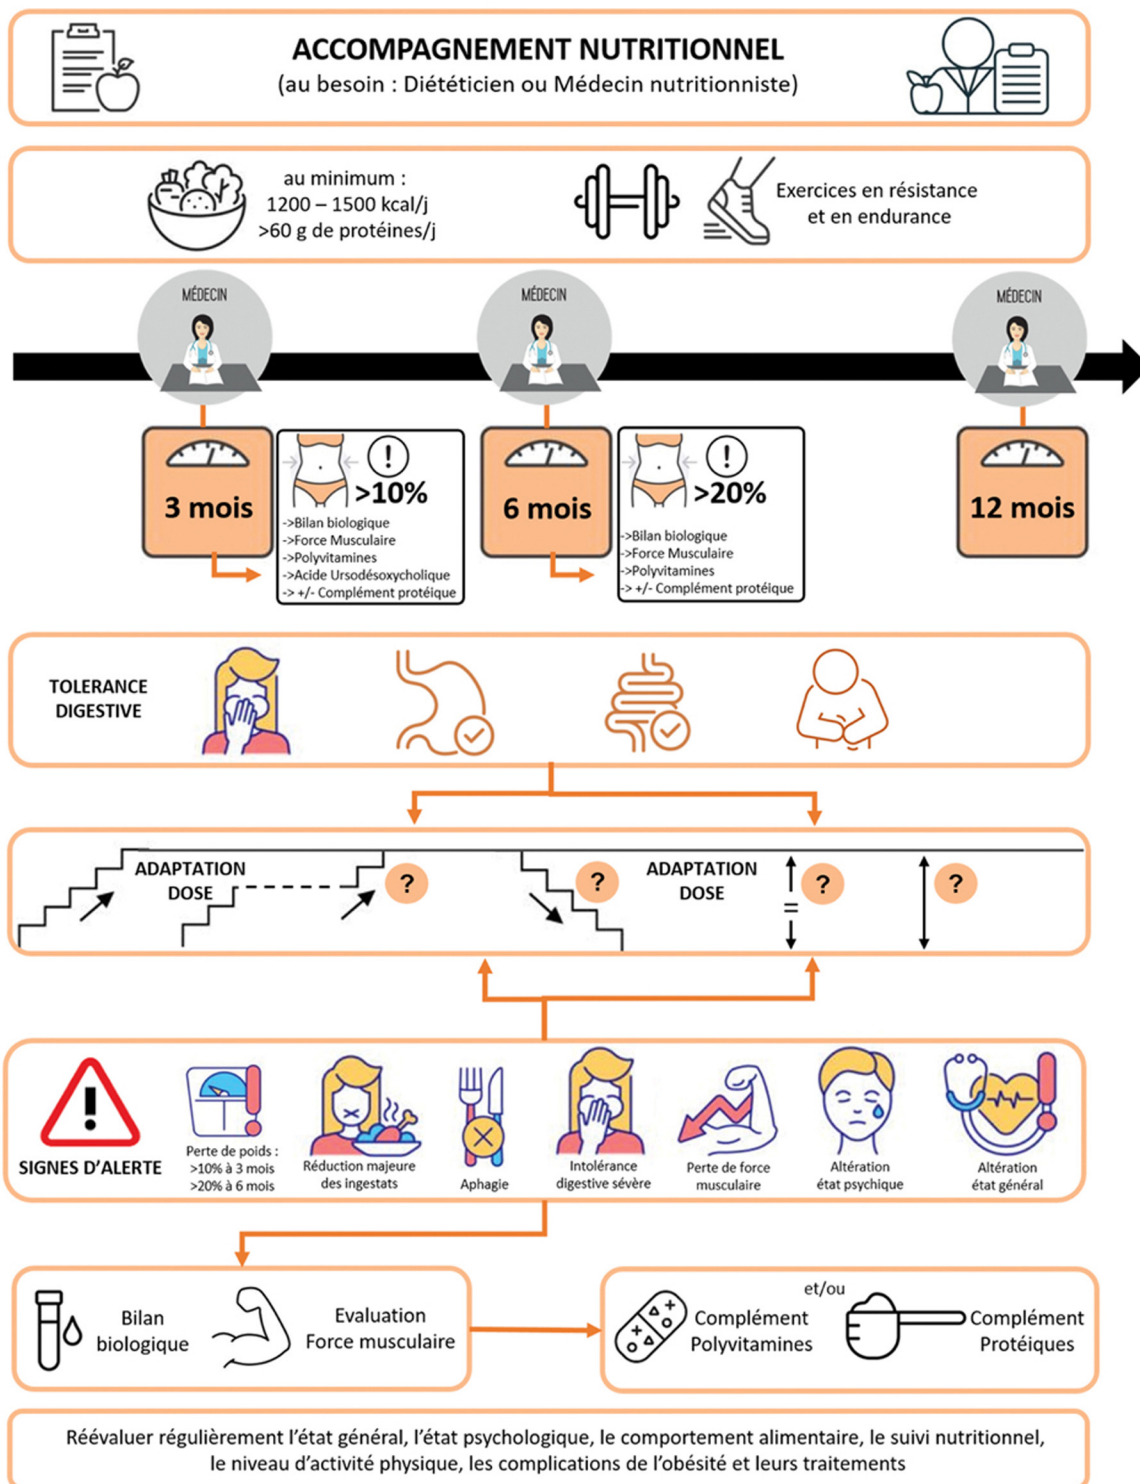 ACCOMPAGNEMENT NUTRITIONNEL
(au besoin : Diététicien ou Médecin nutritionniste)
au minimum :
1200 – 1500 kcal/j
>60 g de protéines/j
Exercices en résistance
et en endurance
MÉDECIN
MÉDECIN
MÉDECIN
3 mois
!
>10%
->Bilan biologique
->Force Musculaire
->Polyvitamines
->Acide Ursodésoxycholique
-> +/- Complément protéique
6 mois
!
>20%
->Bilan biologique
->Force Musculaire
->Polyvitamines
-> +/- Complément protéique
12 mois
TOLERANCE
DIGESTIVE
ADAPTATION
DOSE
?
?
ADAPTATION
DOSE
=
?
?
SIGNES D'ALERTE
Perte de poids :
>10% à 3 mois
>20% à 6 mois
Réduction majeure
des ingestats
Aphagie
Intolérance
digestive sévère
Perte de force
musculaire
Altération
état psychique
Altération
état général
Bilan
biologique
Evaluation
Force musculaire
Complément
Polyvitamines
et/ou
Complément
Protéiques
Réévaluer régulièrement l'état général, l'état psychologique, le comportement alimentaire, le suivi nutritionnel,
le niveau d'activité physique, les complications de l'obésité et leurs traitements